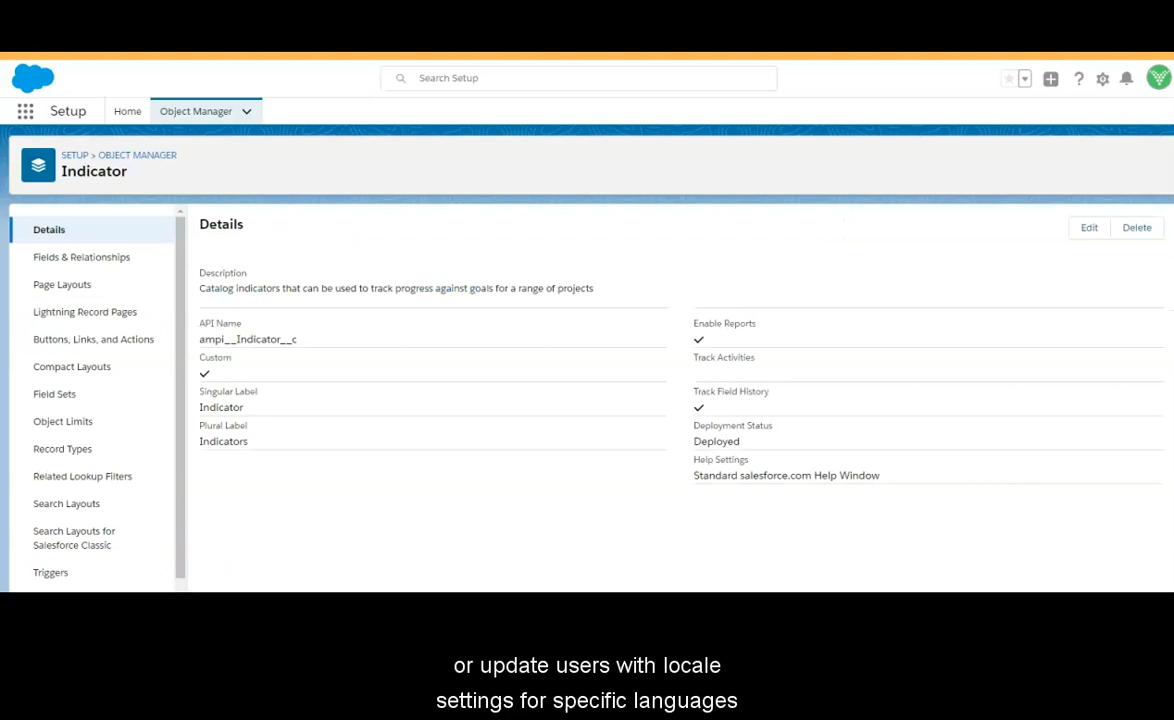 Search Setup
Setup
Home
Object Manager
SETUP > OBJECT MANAGER
Indicator
Details
Fields & Relationships
Page Layouts
Lightning Record Pages
Buttons, Links, and Actions
Compact Layouts
Field Sets
Object Limits
Record Types
Related Lookup Filters
Search Layouts
Search Layouts for
Salesforce Classic
Triggers
Details
Edit
Delete
Description
Catalog indicators that can be used to track progress against goals for a range of projects
API Name
ampi__Indicator__c
Custom
Singular Label
Indicator
Plural Label
Indicators
Enable Reports
Track Activities
Track Field History
Deployment Status
Deployed
Help Settings
Standard salesforce.com Help Window
or update users with locale
settings for specific languages